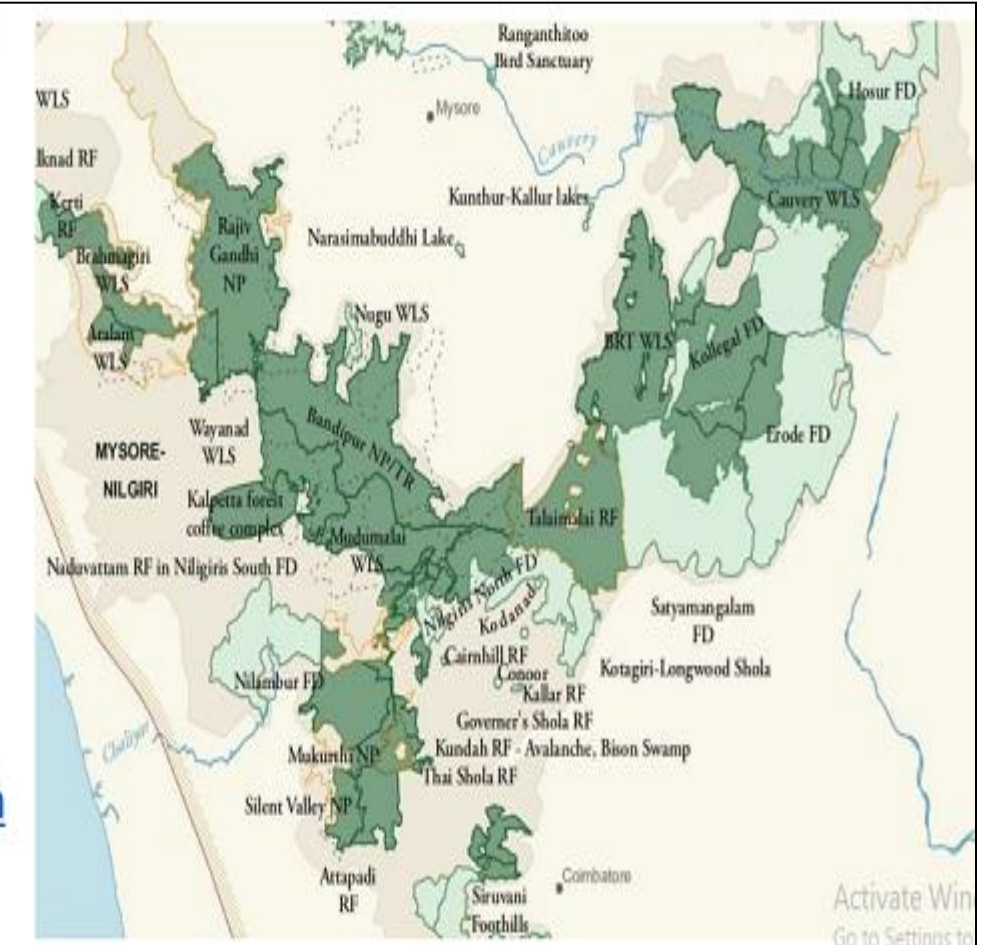 Ranganthitoo
Bird Sanctuary
WLS
Hosur FD
Mysore
Cauvery
lknad RF
Kerti
RF
Kunthur-Kallur lakes
Cauvery WLS
Rajiv
Gandhi
NP
Narasimabuddhi Lake
Brahmagiri
WLS
Nugu WLS
Aralam
WLS
BRT WLS
Kollegal FD
Wayanad
WLS
Bandipur NP/TR
Erode FD
MYSORE-
NILGIRI
Kalpetta forest
coffee complex
Talaimalai RF
Mudumalai
WLS
Naduvattam RF in Niligiris South FD
Nilgiris North FD
Kodanad
Satyamangalam
FD
Cairnhill RF
Conoor
Kotagiri-Longwood Shola
Nilambur FD
Kallar RF
Governer's Shola RF
Chaliyar
Mukurthi NP
Kundah RF - Avalanche, Bison Swamp
Thai Shola RF
Silent Valley NP
Attapadi
RF
Coimbatore
Siruvani
Foothills
Activate Win
Go to Settings to